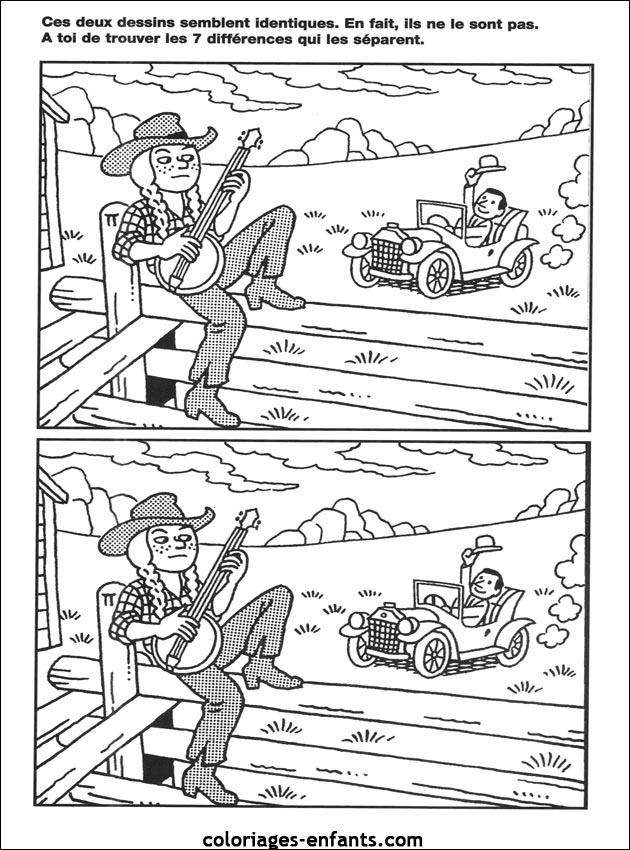 Ces deux dessins semblent identiques. En fait, ils ne le sont pas.
A toi de trouver les 7 différences qui les séparent.
coloriages-enfants.com